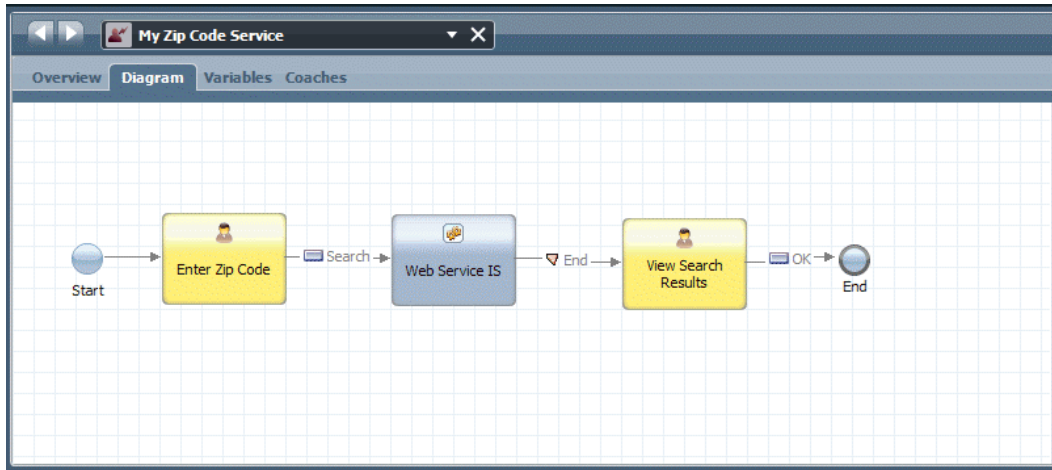 My Zip Code Service
Overview Diagram Variables Coaches
Start
Enter Zip Code
Search
Web Service IS
End
View Search
Results
OK
End